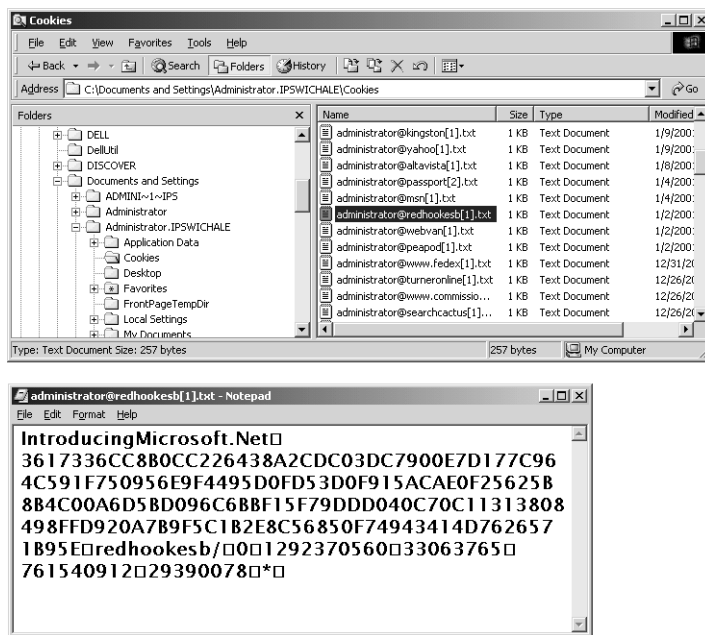 Cookies
File Edit View Favorites Tools Help
Back Search Folders History
Address C:\Documents and Settings\Administrator.IPSWICHALE\Cookies Go
Folders
DELL
DellUtil
DISCOVER
Documents and Settings
ADMINI~1~IPS
Administrator
Administrator.IPSWICHALE
Application Data
Cookies
Desktop
Favorites
FrontPageTempDir
Local Settings
My Documents
Name Size Type Modified
administrator@kingston[1].txt 1 KB Text Document 1/9/200
administrator@yahoo[1].txt 1 KB Text Document 1/9/200
administrator@altavista[1].txt 1 KB Text Document 1/8/200
administrator@passport[2].txt 1 KB Text Document 1/4/200
administrator@msn[1].txt 1 KB Text Document 1/4/200
administrator@redhookesb[1].txt 1 KB Text Document 1/2/200
administrator@webvan[1].txt 1 KB Text Document 1/2/200
administrator@peapod[1].txt 1 KB Text Document 1/2/200
administrator@www.fedex[1].txt 1 KB Text Document 12/31/20
administrator@turneronline[1].txt 1 KB Text Document 12/26/20
administrator@www.commissio... 1 KB Text Document 12/26/20
administrator@searchcactus[1]... 1 KB Text Document 12/26/20
Type: Text Document Size: 257 bytes 257 bytes My Computer
administrator@redhookesb[1].txt - Notepad
File Edit Format Help
IntroducingMicrosoft.Net□
3617336CC8B0CC226438A2CDC03DC7900E7D177C96
4C591F750956E9F4495D0FD53D0F915ACAE0F25625B
8B4C00A6D5BD096C6BBF15F79DDD040C70C11313808
498FFD920A7B9F5C1B2E8C56850F74943414D762657
1B95E□redhookesb/□0□1292370560□33063765□
761540912□29390078□*□